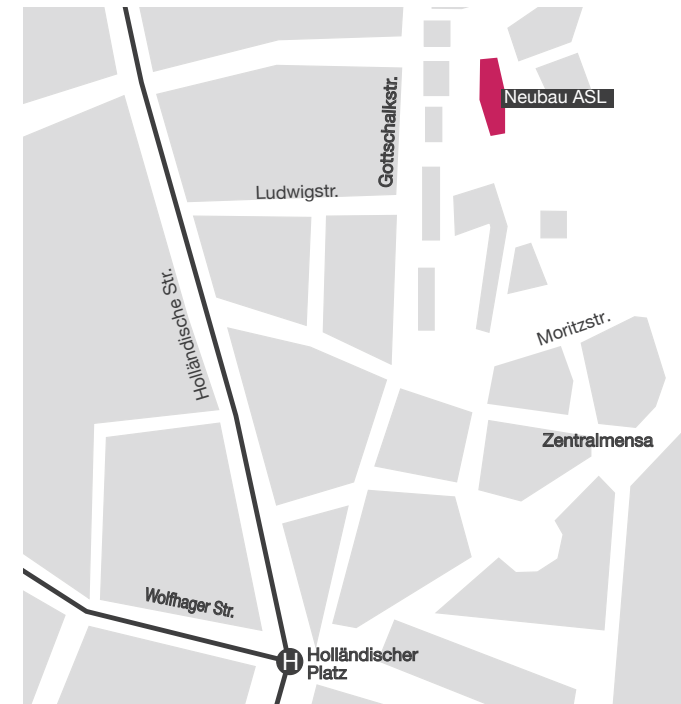 Neubau ASL
Gottschalkstr.
Ludwigstr.
Holländische Str.
Moritzstr.
Zentralmensa
Wolfhager Str.
H
Holländischer
Platz